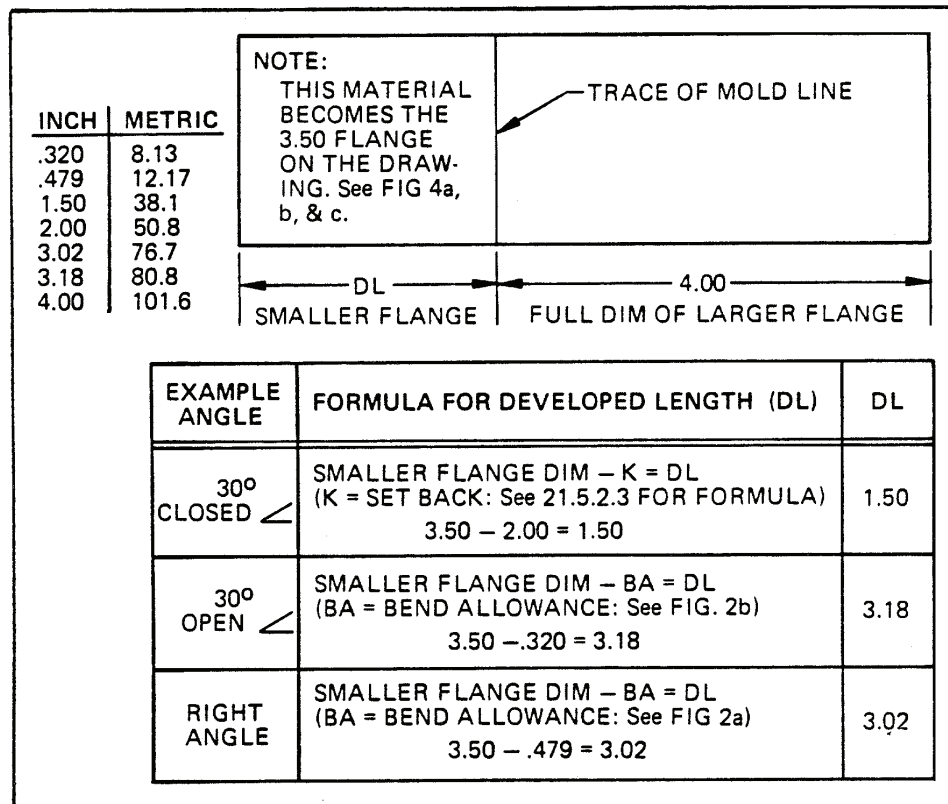 NOTE:
THIS MATERIAL
BECOMES THE
3.50 FLANGE
ON THE DRAW-
ING. See FIG 4a,
b, & c.
TRACE OF MOLD LINE
INCH METRIC
.320 8.13
.479 12.17
1.50 38.1
2.00 50.8
3.02 76.7
3.18 80.8
4.00 101.6
DL 4.00
SMALLER FLANGE FULL DIM OF LARGER FLANGE
EXAMPLE
ANGLE
FORMULA FOR DEVELOPED LENGTH (DL)
DL
30º
CLOSED
SMALLER FLANGE DIM – K = DL
(K = SET BACK: See 21.5.2.3 FOR FORMULA)
3.50 – 2.00 = 1.50
1.50
30º
OPEN
SMALLER FLANGE DIM – BA = DL
(BA = BEND ALLOWANCE: See FIG. 2b)
3.50 –.320 = 3.18
3.18
RIGHT
ANGLE
SMALLER FLANGE DIM – BA = DL
(BA = BEND ALLOWANCE: See FIG 2a)
3.50 – .479 = 3.02
3.02